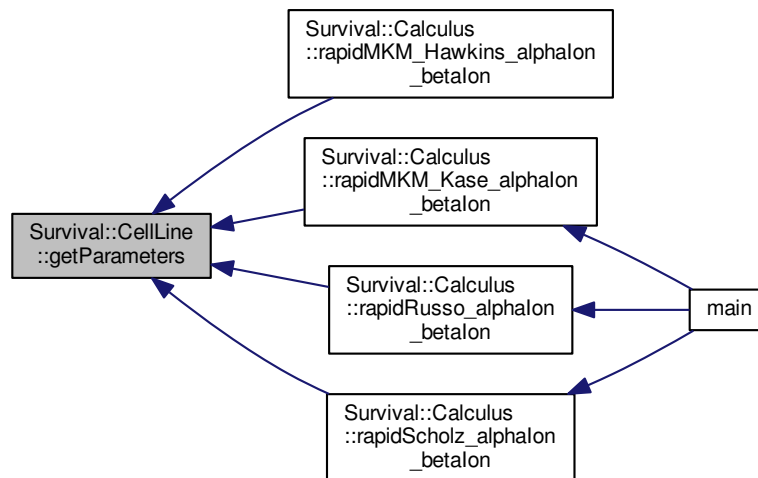 Survival::Calculus
::rapidMKM_Hawkins_alphaIon
_betaIon
Survival::Calculus
::rapidMKM_Kase_alphaIon
_betaIon
Survival::CellLine
::getParameters
Survival::Calculus
::rapidRusso_alphaIon
_betaIon
main
Survival::Calculus
::rapidScholz_alphaIon
_betaIon